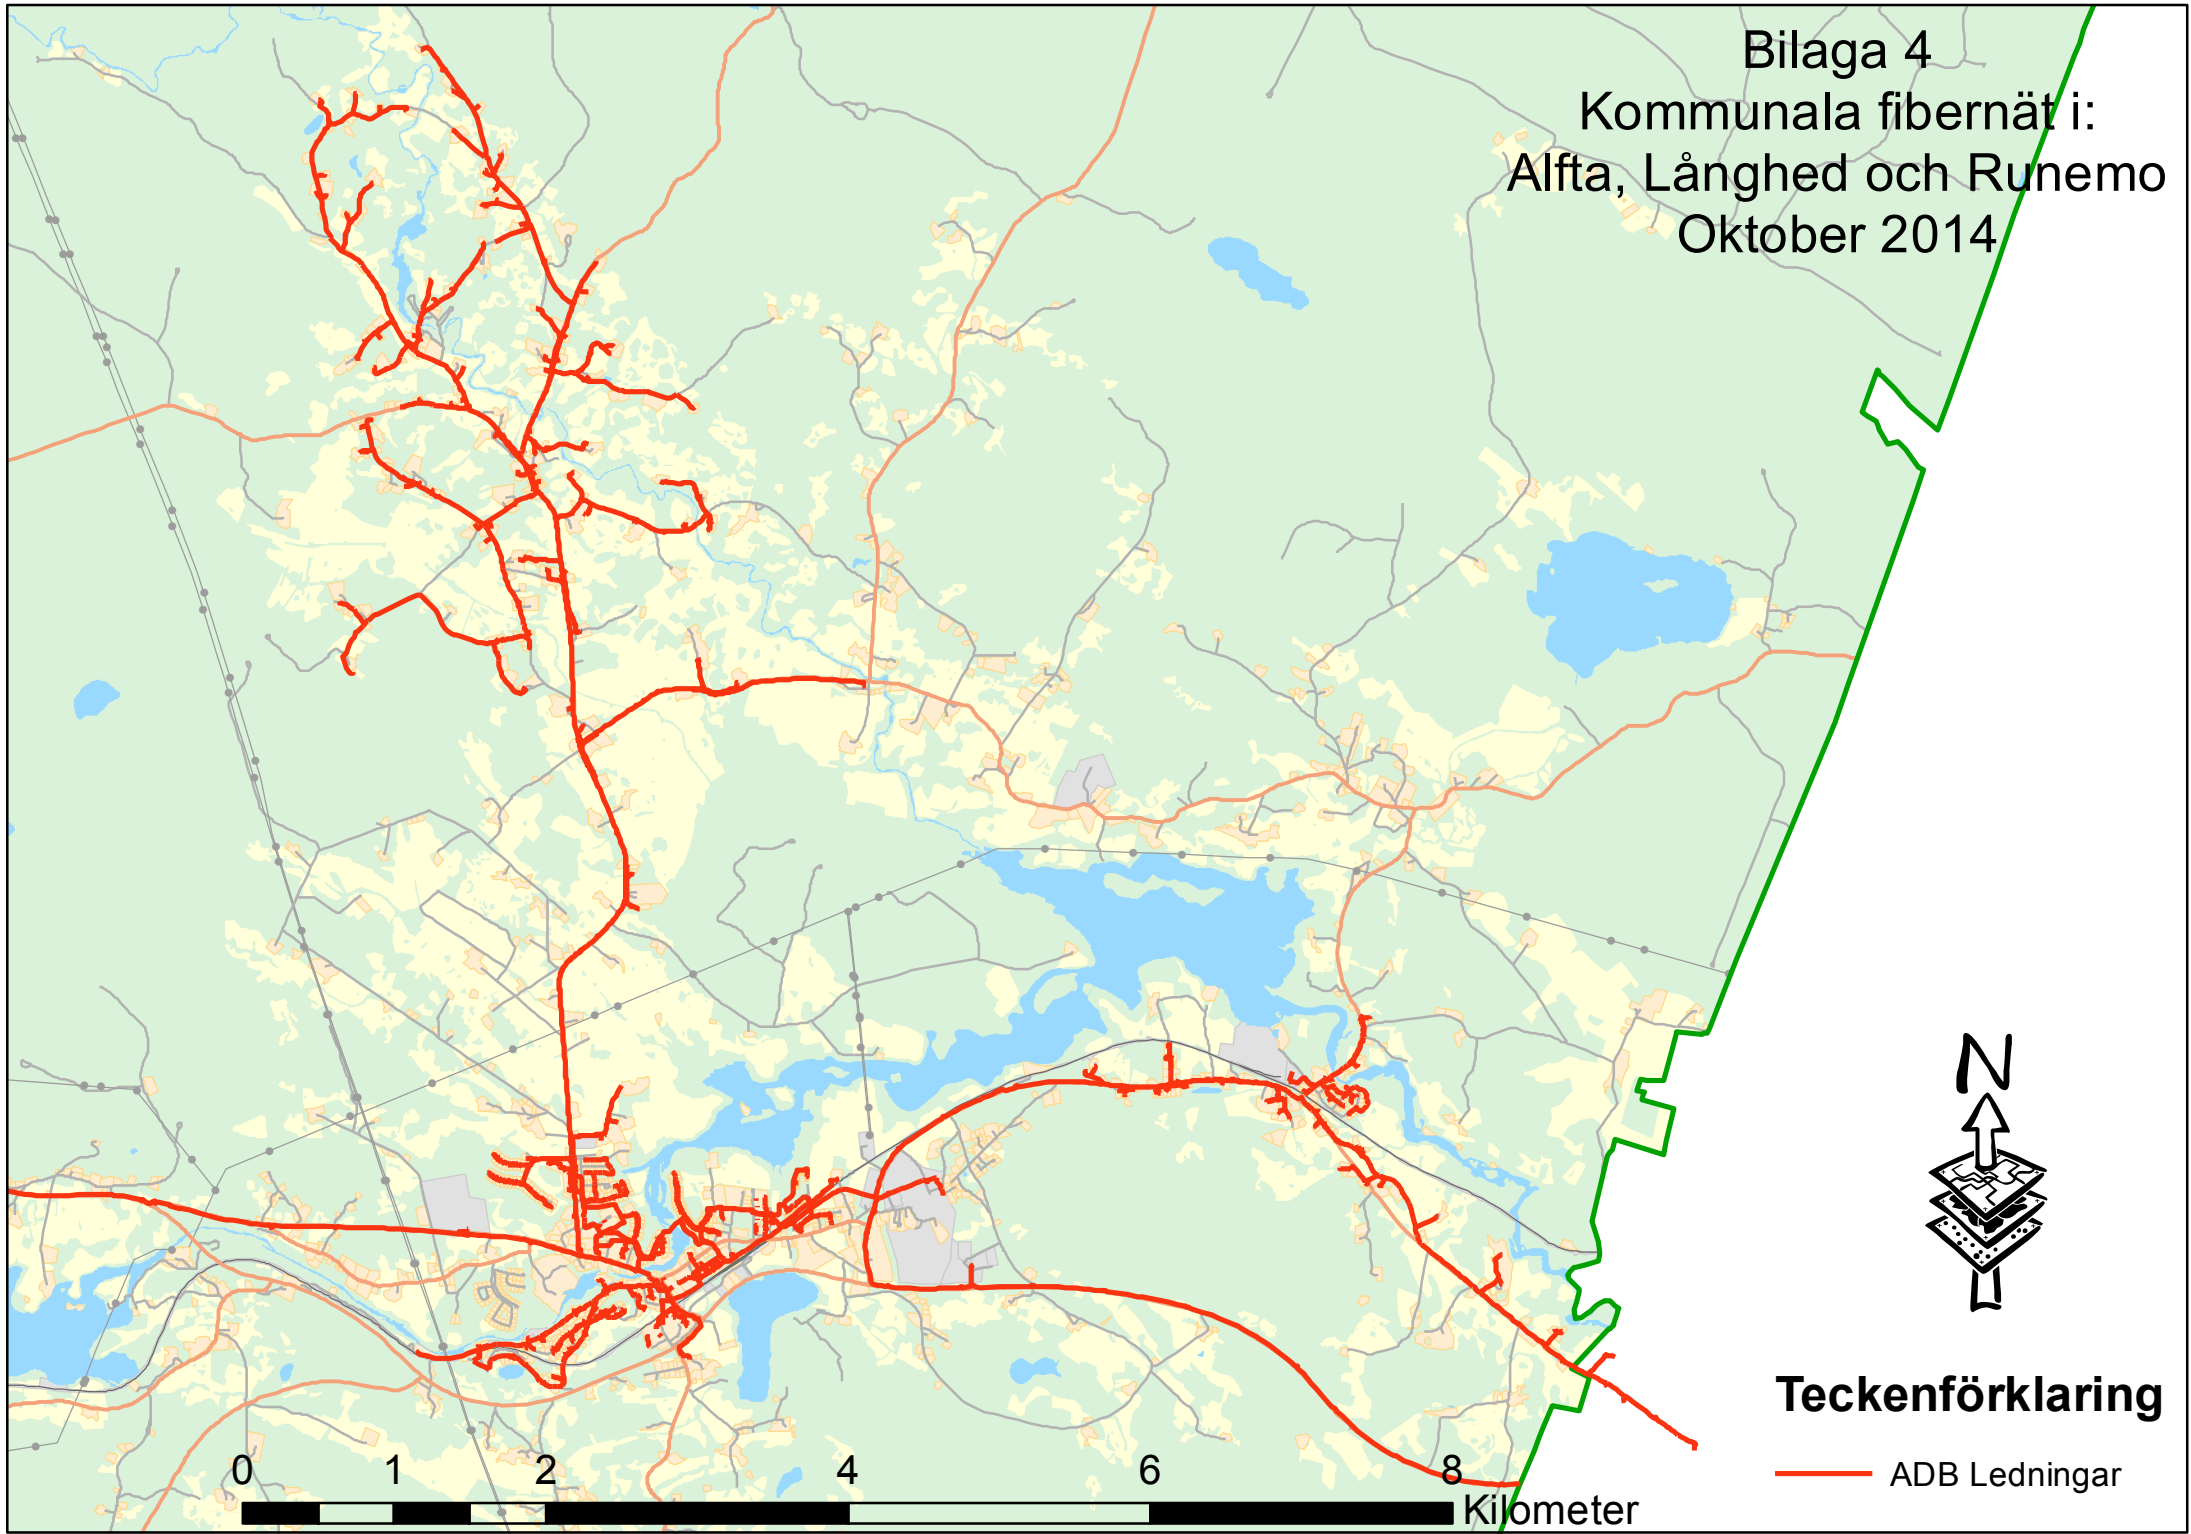 Bilaga 4
Kommunala fibernät i:
Alfta, Långhed och Runemo
Oktober 2014
N
Teckenförklaring
ADB Ledningar
0 1 2 4 6 8
Kilometer